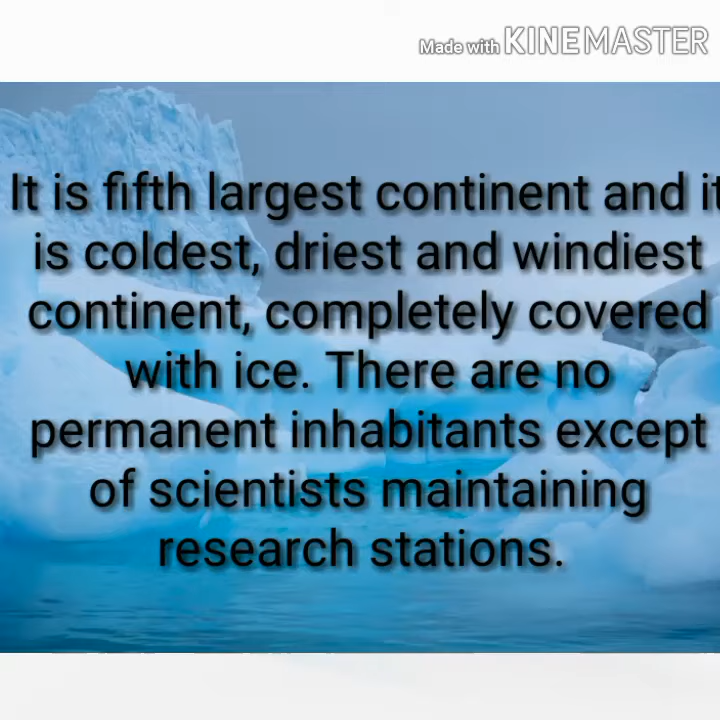 Made with KINEMASTER
It is fifth largest continent and it
is coldest, driest and windiest
continent, completely covered
with ice. There are no
permanent inhabitants except
of scientists maintaining
research stations.